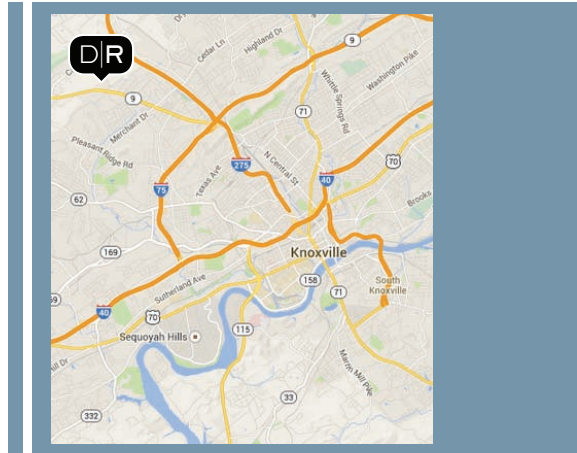 D|R
Cedar Ln
Highland Dr
9
Washington Pike
9
Whittle Springs Rd
71
Merchant Dr
Pleasant Ridge Rd
275
N Central St
70
Texas Ave
75
40
62
Brooks
169
Knoxville
Sutherland Ave
158
South
Knoxville
71
40
70
115
Sequoyah Hills
Martin Mill Pike
33
332